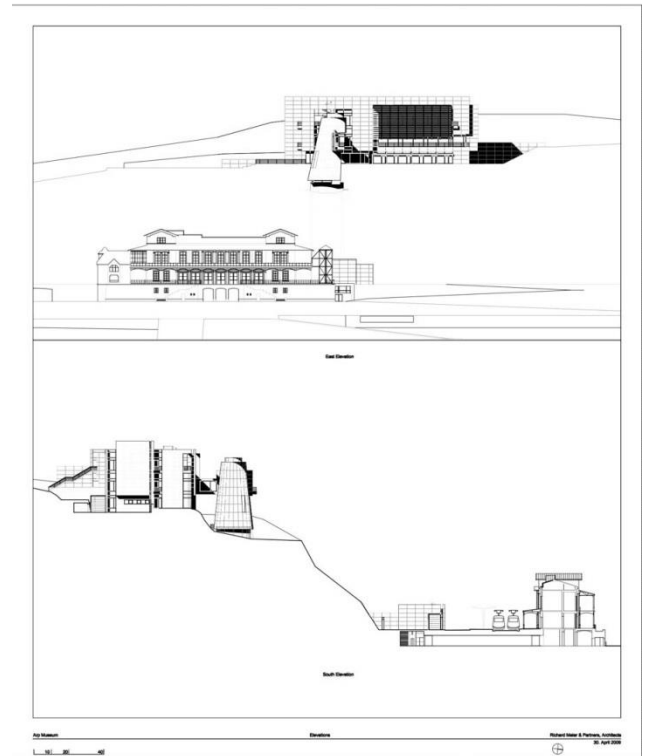 East Elevation
South Elevation
Arp Museum
Elevations
Richard Meier & Partners, Architects
30. April 2008
10
20
40